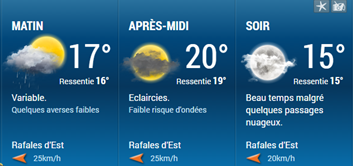 MATIN
17°
Ressentie 16°
Variable.
Quelques averses faibles
Rafales d'Est
25km/h
APRÈS-MIDI
20°
Ressentie 19°
Eclaircies.
Faible risque d'ondées
Rafales d'Est
25km/h
SOIR
15°
Ressentie 15°
Beau temps malgré
quelques passages
nuageux.
Rafales d'Est
20km/h